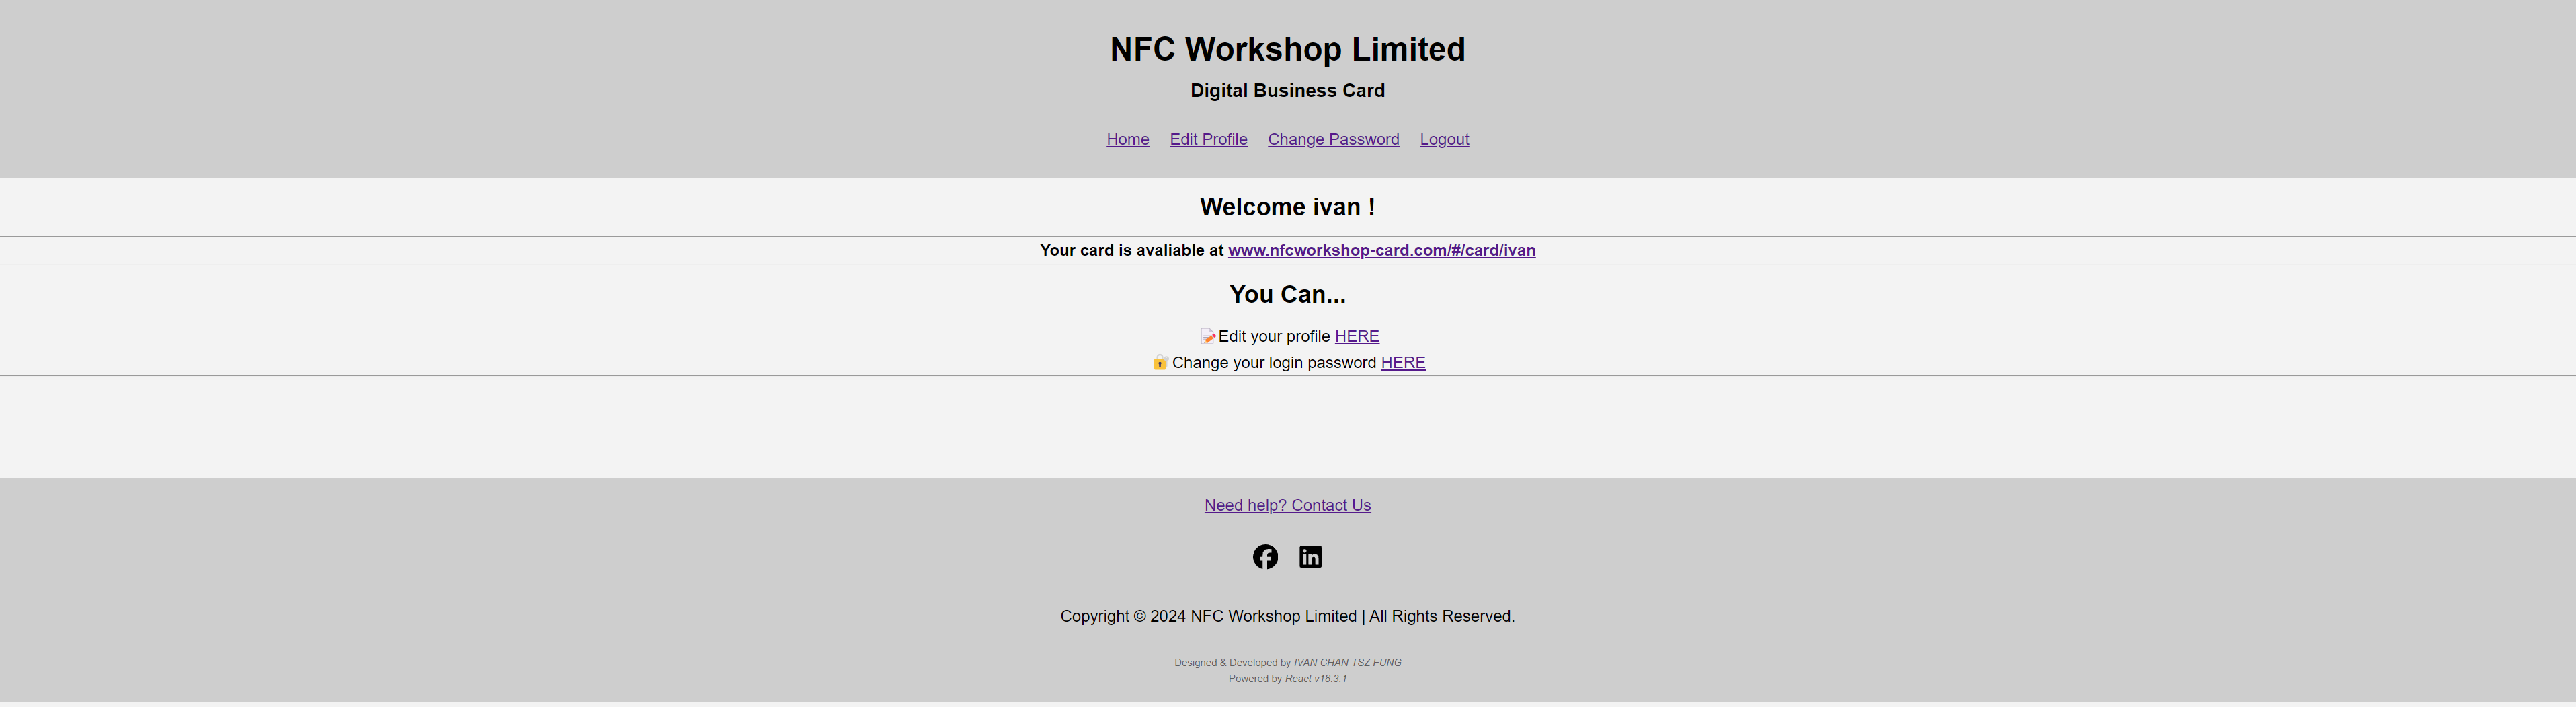 NFC Workshop Limited
Digital Business Card
Home Edit Profile Change Password Logout
Welcome ivan !
Your card is avaliable at www.nfcworkshop-card.com/#/card/ivan
You Can...
📝Edit your profile HERE
🔐 Change your login password HERE
Need help? Contact Us
Copyright © 2024 NFC Workshop Limited | All Rights Reserved.
Designed & Developed by IVAN CHAN TSZ FUNG
Powered by React v18.3.1